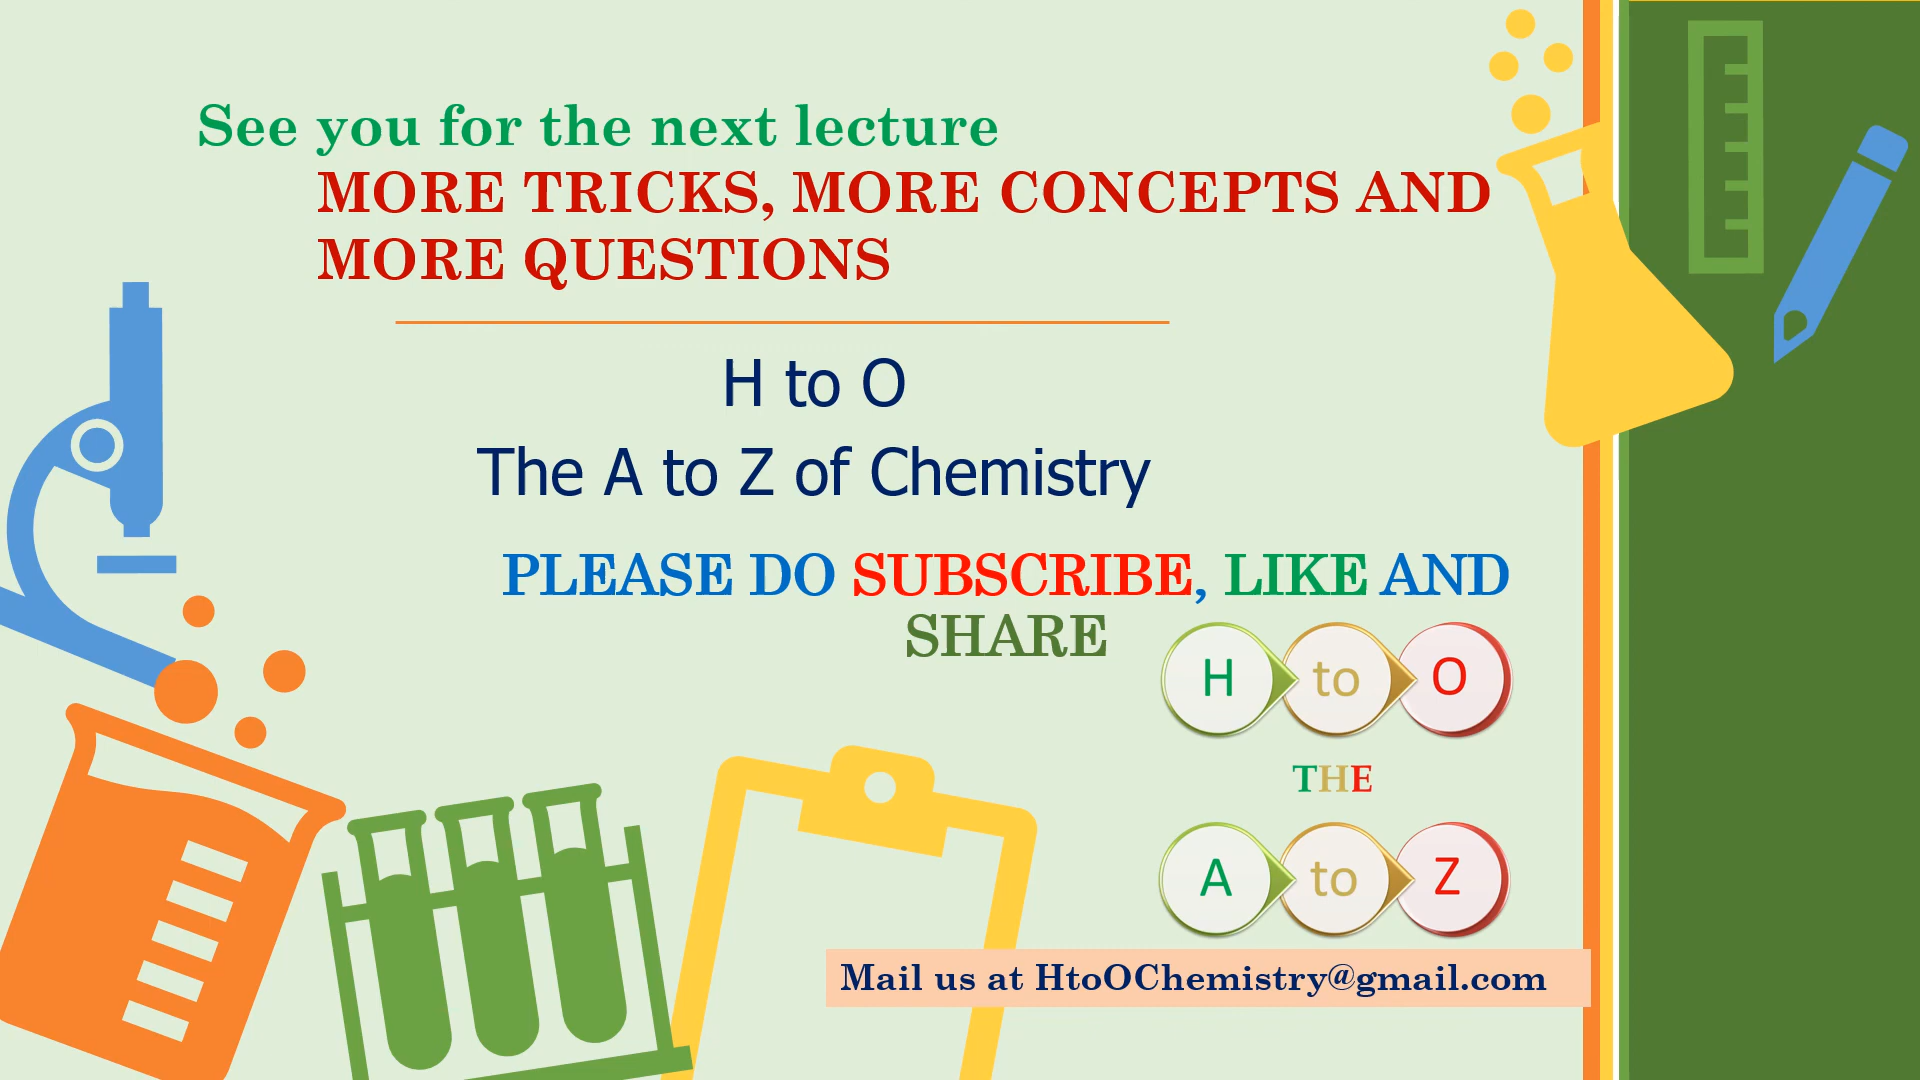 See you for the next lecture
MORE TRICKS, MORE CONCEPTS AND
MORE QUESTIONS
H to O
The A to Z of Chemistry
PLEASE DO SUBSCRIBE, LIKE AND
SHARE
H to O
THE
A to Z
Mail us at HtoOChemistry@gmail.com